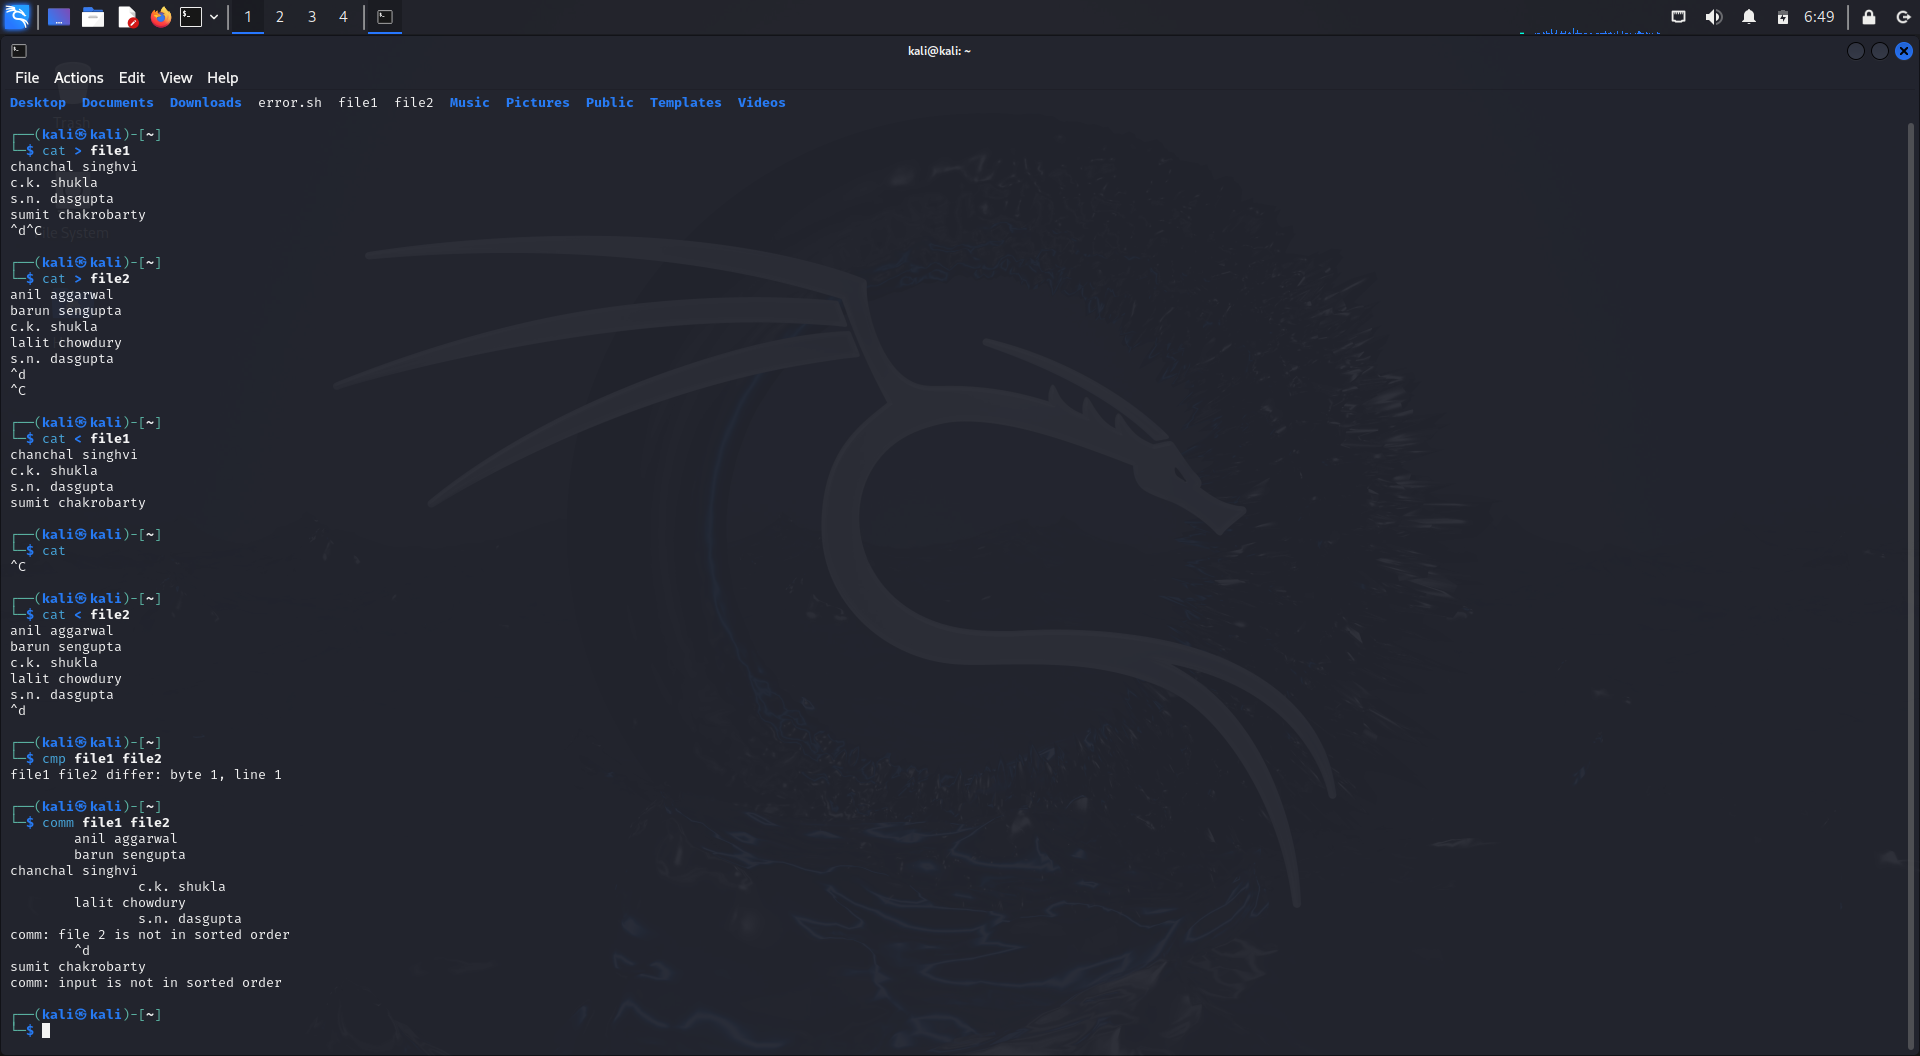 1 2 3 4 6:49
kali@kali: ~
File Actions Edit View Help
Desktop Documents Downloads error.sh file1 file2 Music Pictures Public Templates Videos
Trash
┌──(kali㉿kali)-[~]
└─$ cat > file1
chanchal singhvi
c.k. shukla
s.n. dasgupta
sumit chakrobarty
^d^C
File System
┌──(kali㉿kali)-[~]
└─$ cat > file2
anil aggarwal
barun sengupta
c.k. shukla
lalit chowdury
s.n. dasgupta
^d
^C
┌──(kali㉿kali)-[~]
└─$ cat < file1
chanchal singhvi
c.k. shukla
s.n. dasgupta
sumit chakrobarty
┌──(kali㉿kali)-[~]
└─$ cat
^C
┌──(kali㉿kali)-[~]
└─$ cat < file2
anil aggarwal
barun sengupta
c.k. shukla
lalit chowdury
s.n. dasgupta
^d
┌──(kali㉿kali)-[~]
└─$ cmp file1 file2
file1 file2 differ: byte 1, line 1
┌──(kali㉿kali)-[~]
└─$ comm file1 file2
anil aggarwal
barun sengupta
chanchal singhvi
c.k. shukla
lalit chowdury
s.n. dasgupta
comm: file 2 is not in sorted order
^d
sumit chakrobarty
comm: input is not in sorted order
┌──(kali㉿kali)-[~]
└─$